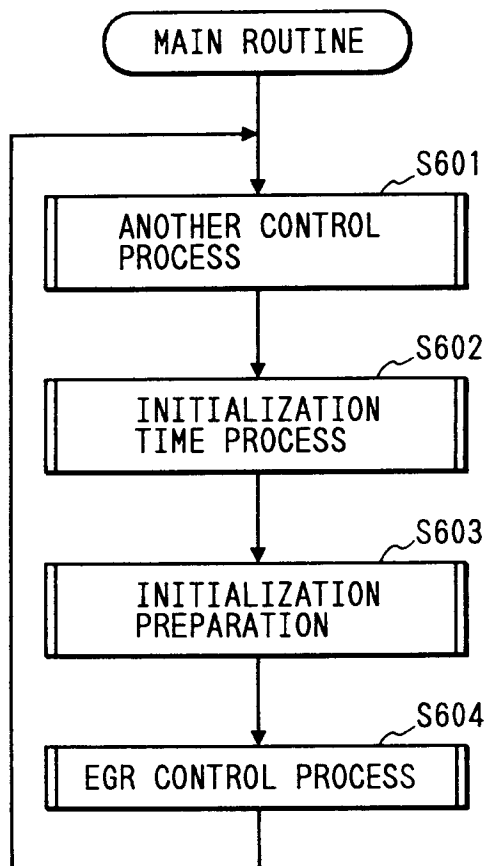 MAIN ROUTINE
S601
ANOTHER CONTROL
PROCESS
S602
INITIALIZATION
TIME PROCESS
S603
INITIALIZATION
PREPARATION
S604
EGR CONTROL PROCESS